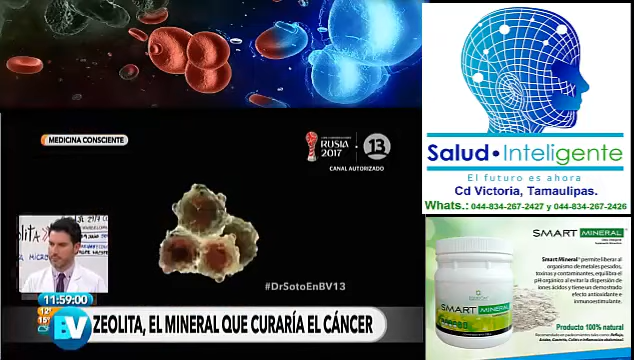 MEDICINA CONSCIENTE
RUSIA
2017
13
CANAL AUTORIZADO
#DrSotoEnBV13
11:59:00
BV
ZEOLITA, EL MINERAL QUE CURARÍA EL CÁNCER
Salud•Inteligente
El futuro es ahora
Cd Victoria, Tamaulipas.
Whats.: 044-834-267-2427 y 044-834-267-2426
SMART MINERAL
Smart Mineral permite liberar al
organismo de metales pesados,
toxinas y contaminantes, equilibra el
pH orgánico al evitar la dispersión de
iones ácidos y tiene un demostrado
efecto antioxidante e
inmunoestimulante.
SMART MINERAL
Producto 100% natural